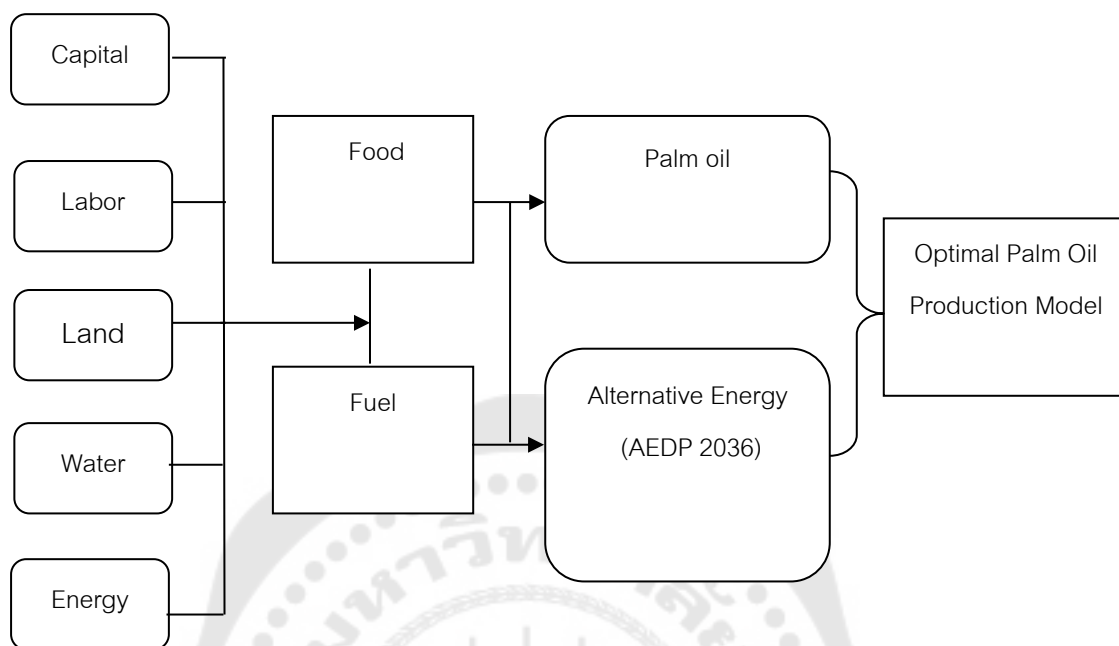 Capital
Labor
Land
Water
Energy
Food
Fuel
Palm oil
Alternative Energy
(AEDP 2036)
Optimal Palm Oil
Production Model